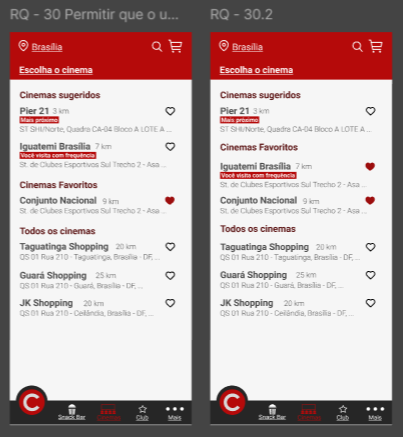 RQ - 30 Permitir que o u...
Brasília
Escolha o cinema
Cinemas sugeridos
Pier 21 3 km
Mais próximo
ST SHI/Norte, Quadra CA-04 Bloco A LOTE A ...
Iguatemi Brasília 7 km
Você visita com frequência
St. de Clubes Esportivos Sul Trecho 2 - Asa ...
Cinemas Favoritos
Conjunto Nacional 9 km
St. de Clubes Esportivos Sul Trecho 2 - Asa ...
Todos os cinemas
Taguatinga Shopping 20 km
QS 01 Rua 210 - Taguatinga, Brasília - DF, ...
Guará Shopping 25 km
QS 01 Rua 210 - Guará, Brasília - DF, ...
JK Shopping 20 km
QS 01 Rua 210 - Ceilândia, Brasília - DF, ...
C
Snack Bar
Club
Mais
RQ - 30.2
Brasília
Escolha o cinema
Cinemas sugeridos
Pier 21 3 km
Mais próximo
ST SHI/Norte, Quadra CA-04 Bloco A LOTE A ...
Cinemas Favoritos
Iguatemi Brasília 7 km
Você visita com frequência
St. de Clubes Esportivos Sul Trecho 2 - Asa ...
Conjunto Nacional 9 km
St. de Clubes Esportivos Sul Trecho 2 - Asa ...
Todos os cinemas
Taguatinga Shopping 20 km
QS 01 Rua 210 - Taguatinga, Brasília - DF, ...
Guará Shopping 25 km
QS 01 Rua 210 - Guará, Brasília - DF, ...
JK Shopping 20 km
QS 01 Rua 210 - Ceilândia, Brasília - DF, ...
C
Snack Bar
Club
Mais